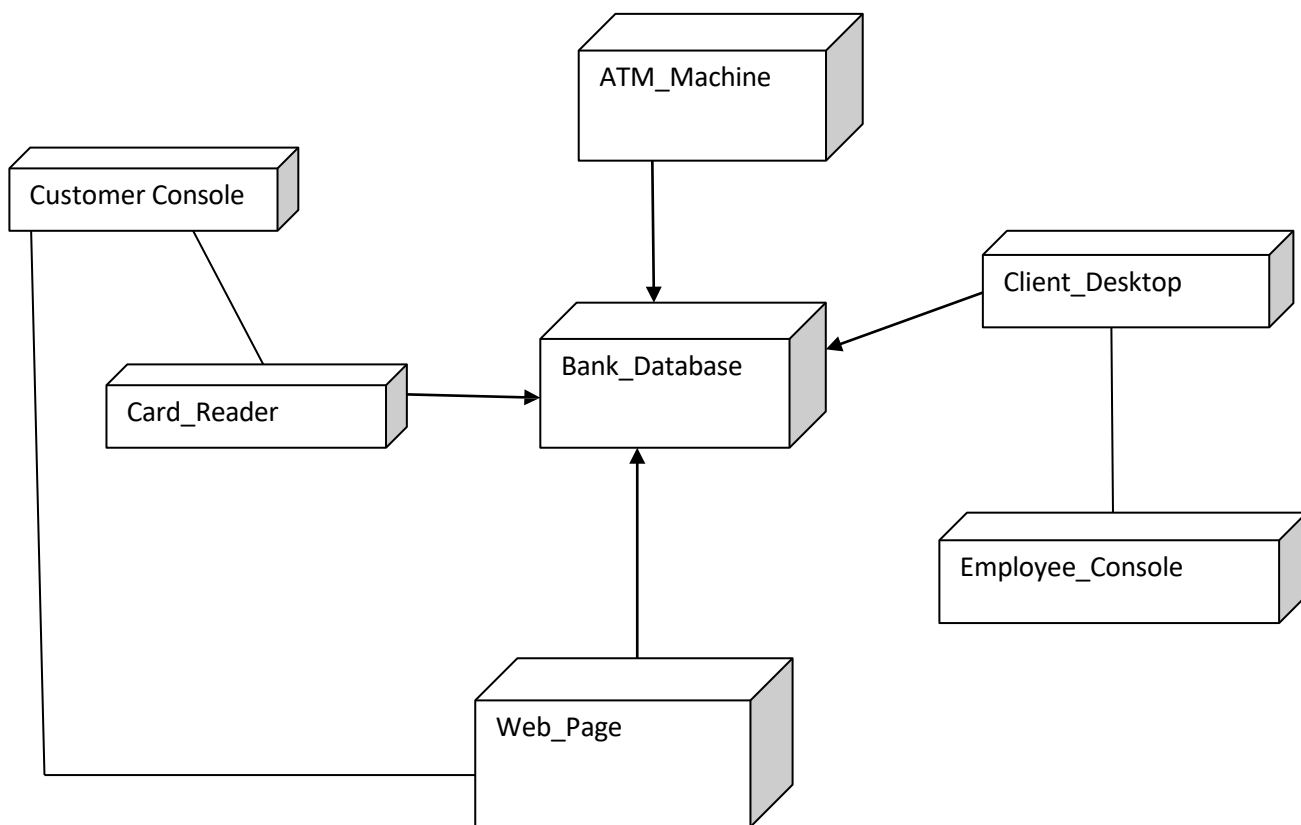 ATM_Machine
Customer Console
Client_Desktop
Bank_Database
Card_Reader
Employee_Console
Web_Page